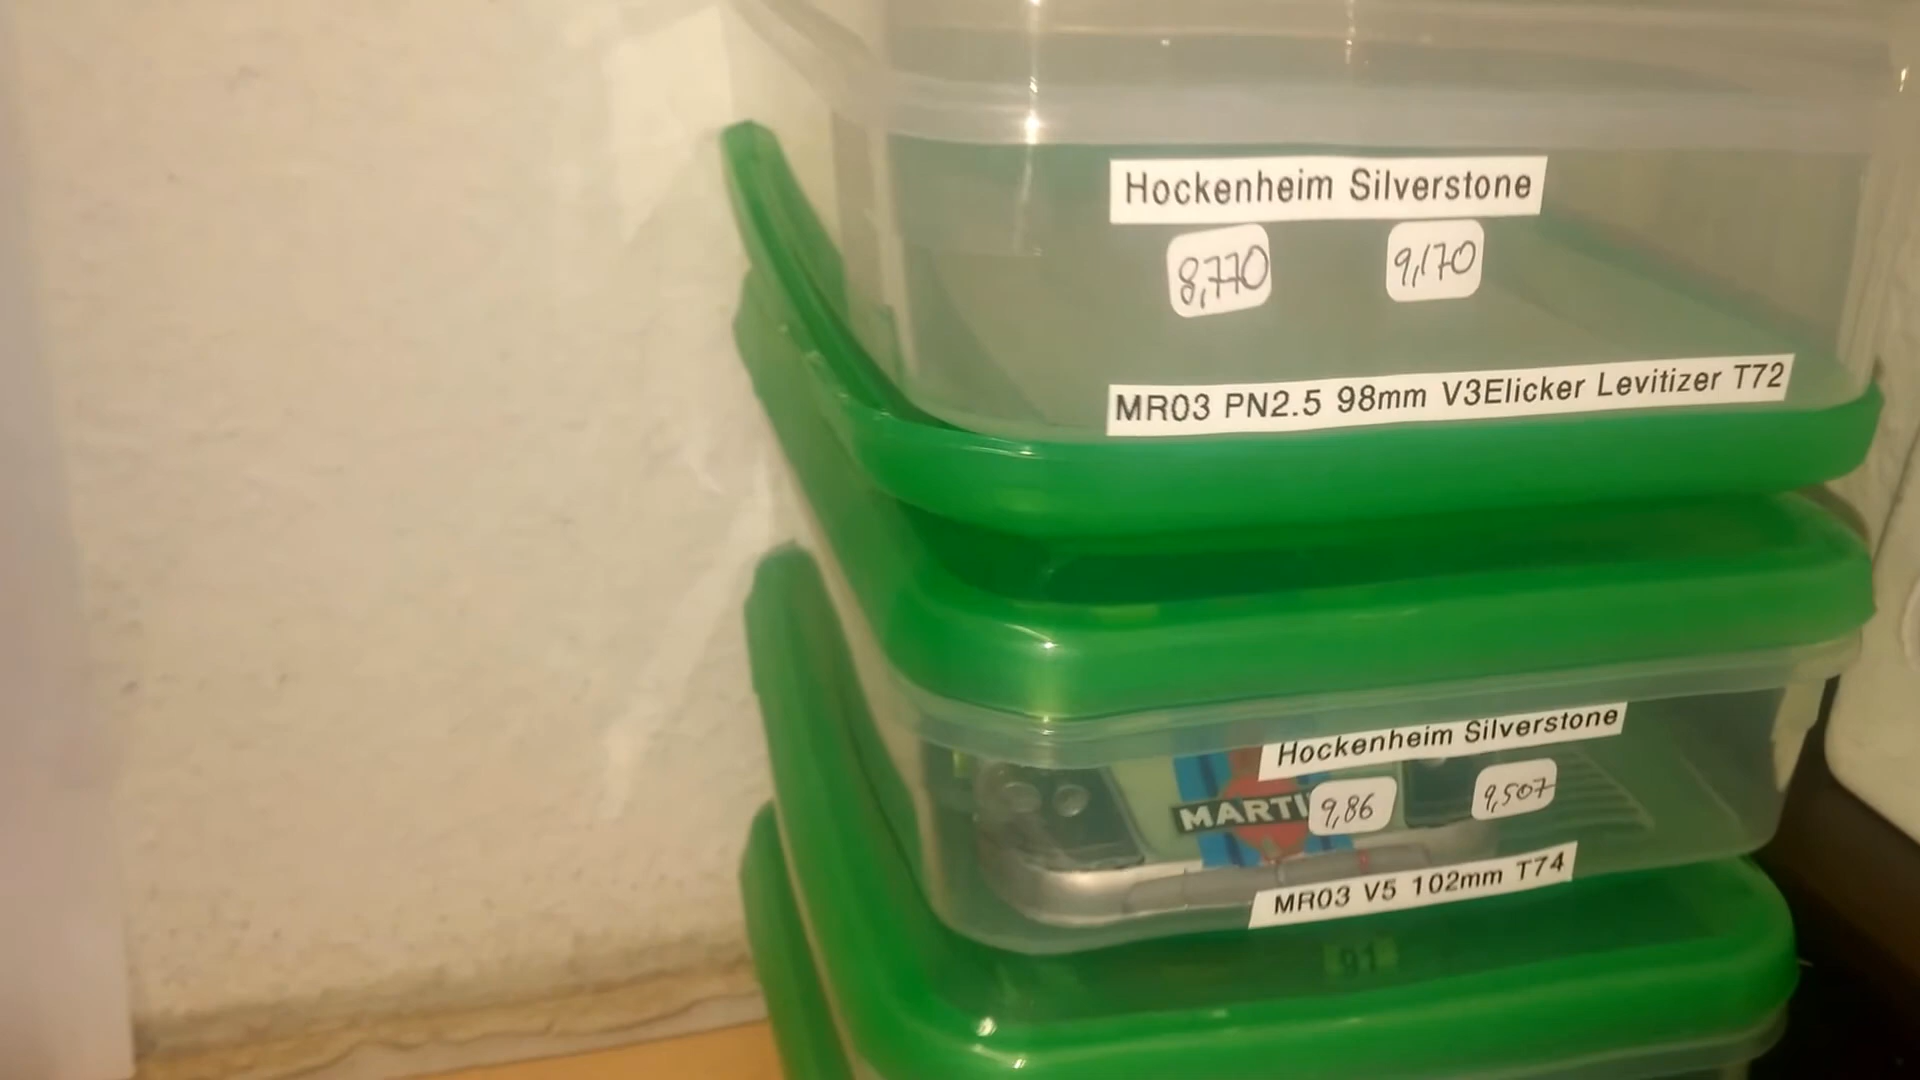 Hockenheim Silverstone
8,770 9,170
MR03 PN2.5 98mm V3Elicker Levitizer T72
Hockenheim Silverstone
MARTI 9,86 9,507
MR03 V5 102mm T74
91